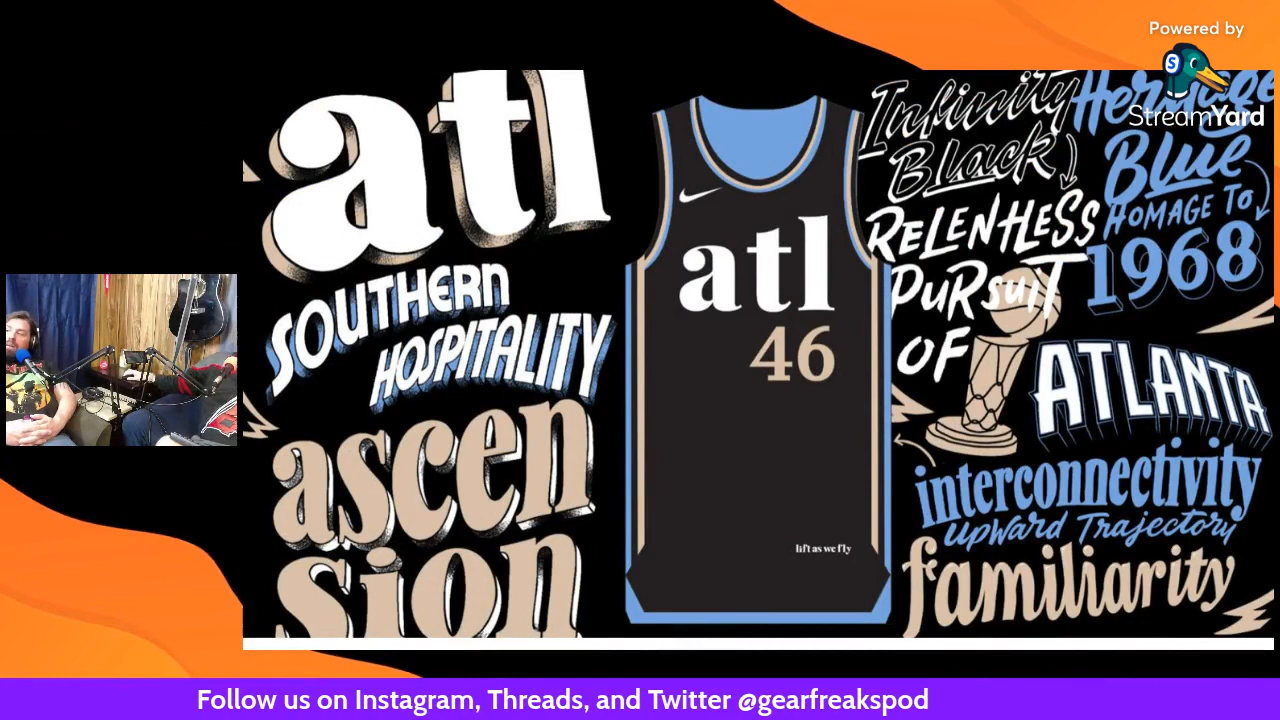 Powered by
StreamYard
atl
SOUTHERN
HOSPITALITY
ascen
sion
atl
46
lift as we fly
Infinity
Black
RELENTLESS
PURSUIT
OF
Heritage
Blue
HOMAGE To
1968
ATLANTA
interconnectivity
Upward Trajectory
familiarity
Follow us on Instagram, Threads, and Twitter @gearfreakspod